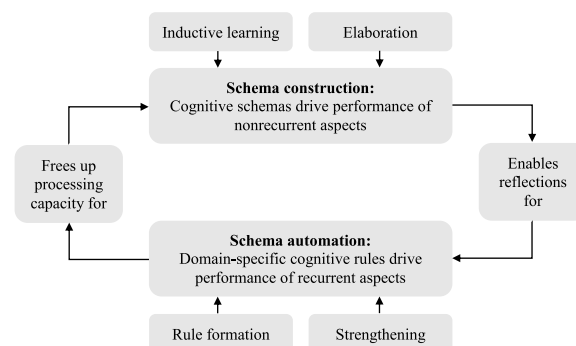 Inductive learning
Elaboration
Schema construction:
Cognitive schemas drive performance of
nonrecurrent aspects
Frees up
processing
capacity for
Enables
reflections
for
Schema automation:
Domain-specific cognitive rules drive
performance of recurrent aspects
Rule formation
Strengthening